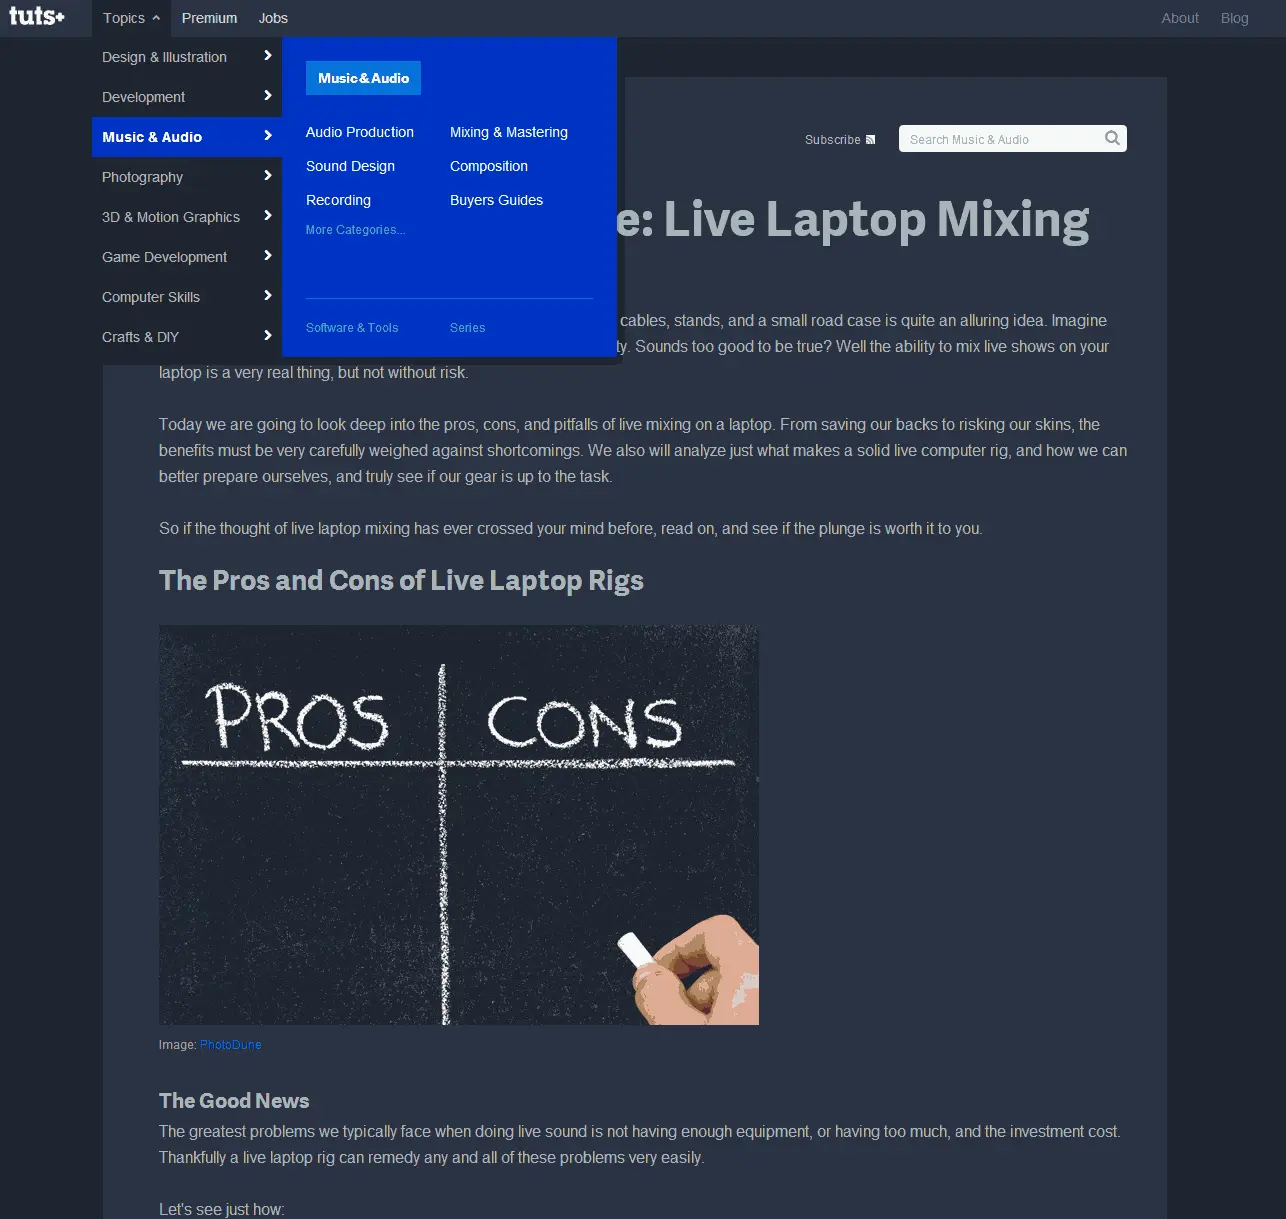 tuts+ Topics Premium Jobs About Blog
Design & Illustration
Development
Music & Audio
Photography
3D & Motion Graphics
Game Development
Computer Skills
Crafts & DIY
Music & Audio
Audio Production Mixing & Mastering
Sound Design Composition
Recording Buyers Guides
More Categories...
Software & Tools Series
Subscribe Search Music & Audio
e: Live Laptop Mixing
cables, stands, and a small road case is quite an alluring idea. Imagine
ty. Sounds too good to be true? Well the ability to mix live shows on your
laptop is a very real thing, but not without risk.
Today we are going to look deep into the pros, cons, and pitfalls of live mixing on a laptop. From saving our backs to risking our skins, the
benefits must be very carefully weighed against shortcomings. We also will analyze just what makes a solid live computer rig, and how we can
better prepare ourselves, and truly see if our gear is up to the task.
So if the thought of live laptop mixing has ever crossed your mind before, read on, and see if the plunge is worth it to you.
The Pros and Cons of Live Laptop Rigs
PROS CONS
Image: PhotoDune
The Good News
The greatest problems we typically face when doing live sound is not having enough equipment, or having too much, and the investment cost.
Thankfully a live laptop rig can remedy any and all of these problems very easily.
Let's see just how: